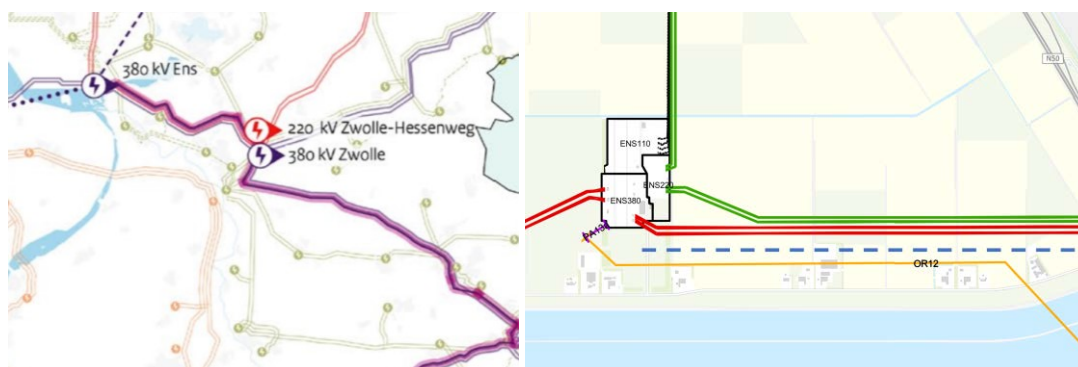 380 kV Ens
220 kV Zwolle-Hessenweg
380 kV Zwolle
N50
ENS110
ENS220
ENS380
OR12